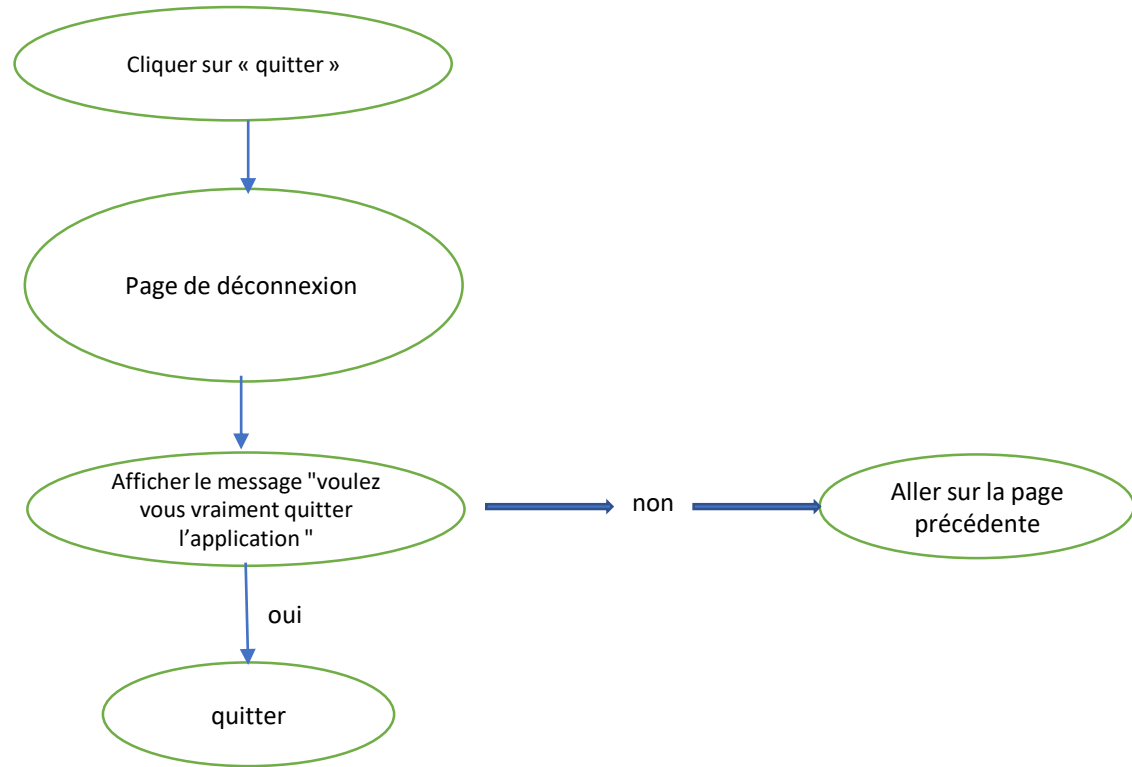 Cliquer sur « quitter »
Page de déconnexion
Afficher le message "voulez
vous vraiment quitter
l’application "
non
Aller sur la page
précédente
oui
quitter